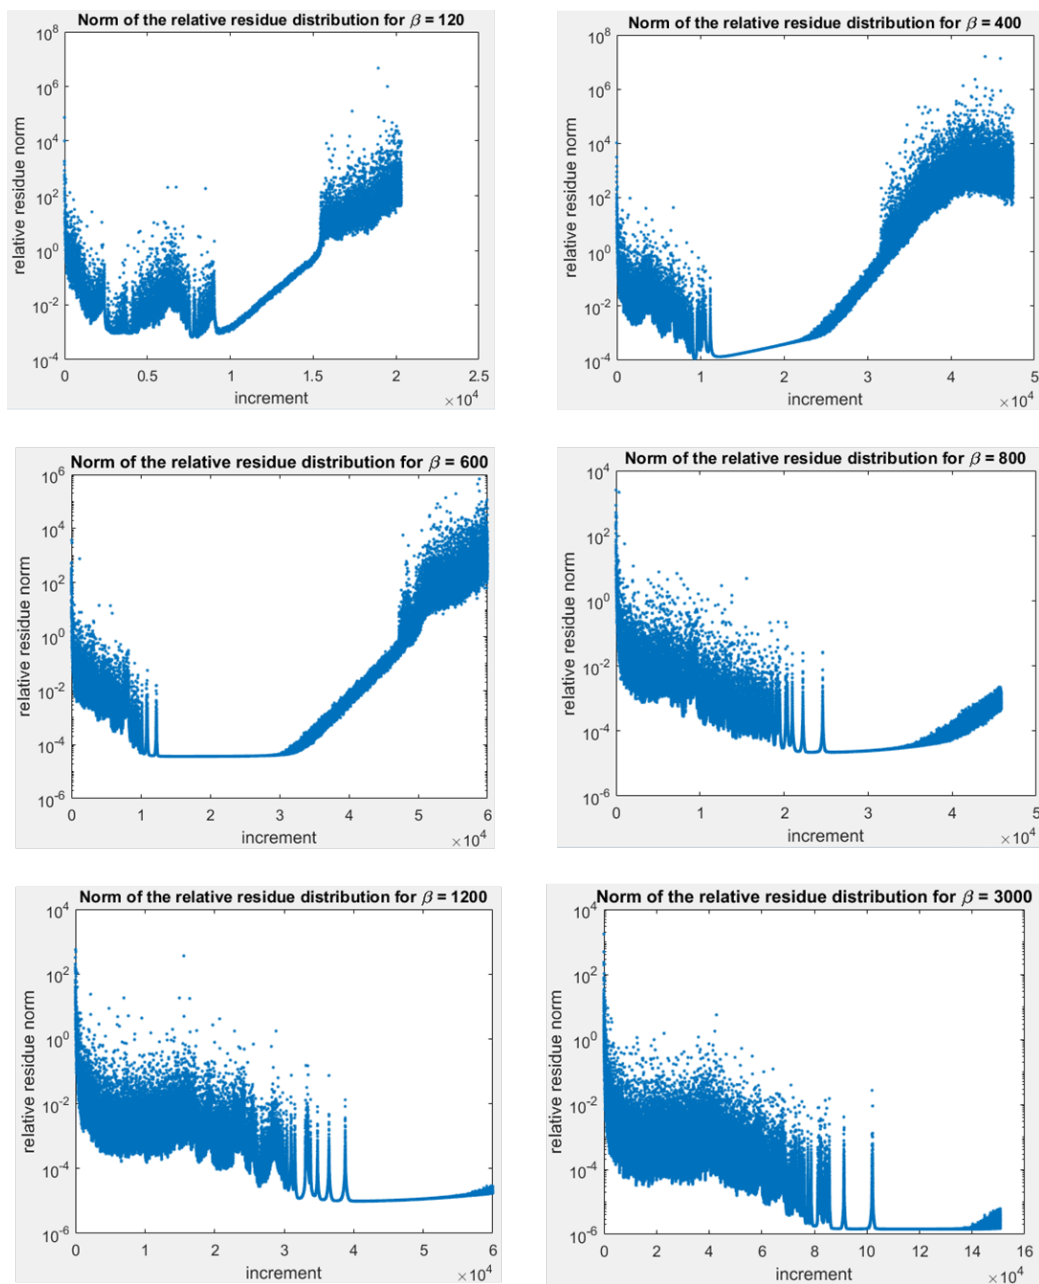 Norm of the relative residue distribution for β = 120
10^8
10^6
10^4
10^2
10^0
10^-2
10^-4
relative residue norm
0 0.5 1 1.5 2 2.5
increment
×10^4
Norm of the relative residue distribution for β = 400
10^8
10^6
10^4
10^2
10^0
10^-2
10^-4
relative residue norm
0 1 2 3 4 5
increment
×10^4
Norm of the relative residue distribution for β = 600
10^6
10^4
10^2
10^0
10^-2
10^-4
10^-6
relative residue norm
0 1 2 3 4 5 6
increment
×10^4
Norm of the relative residue distribution for β = 800
10^4
10^2
10^0
10^-2
10^-4
10^-6
relative residue norm
0 1 2 3 4 5
increment
×10^4
Norm of the relative residue distribution for β = 1200
10^4
10^2
10^0
10^-2
10^-4
10^-6
relative residue norm
0 1 2 3 4 5 6
increment
×10^4
Norm of the relative residue distribution for β = 3000
10^4
10^2
10^0
10^-2
10^-4
10^-6
relative residue norm
0 2 4 6 8 10 12 14 16
increment
×10^4